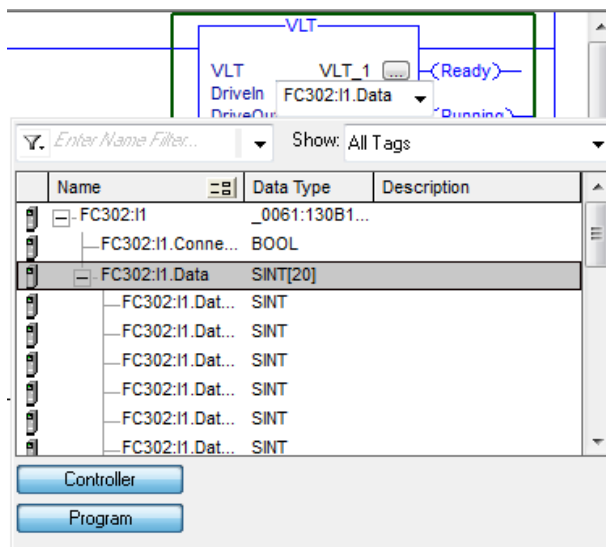 VLT
VLT VLT_1 ... (Ready)
DriveIn FC302:I1.Data
DriveOut Running
Enter Name Filter... Show: All Tags
Name Data Type Description
FC302:I1 _0061:130B1...
FC302:I1.Conne... BOOL
FC302:I1.Data SINT[20]
FC302:I1.Dat... SINT
FC302:I1.Dat... SINT
FC302:I1.Dat... SINT
FC302:I1.Dat... SINT
FC302:I1.Dat... SINT
FC302:I1.Dat... SINT
Controller
Program